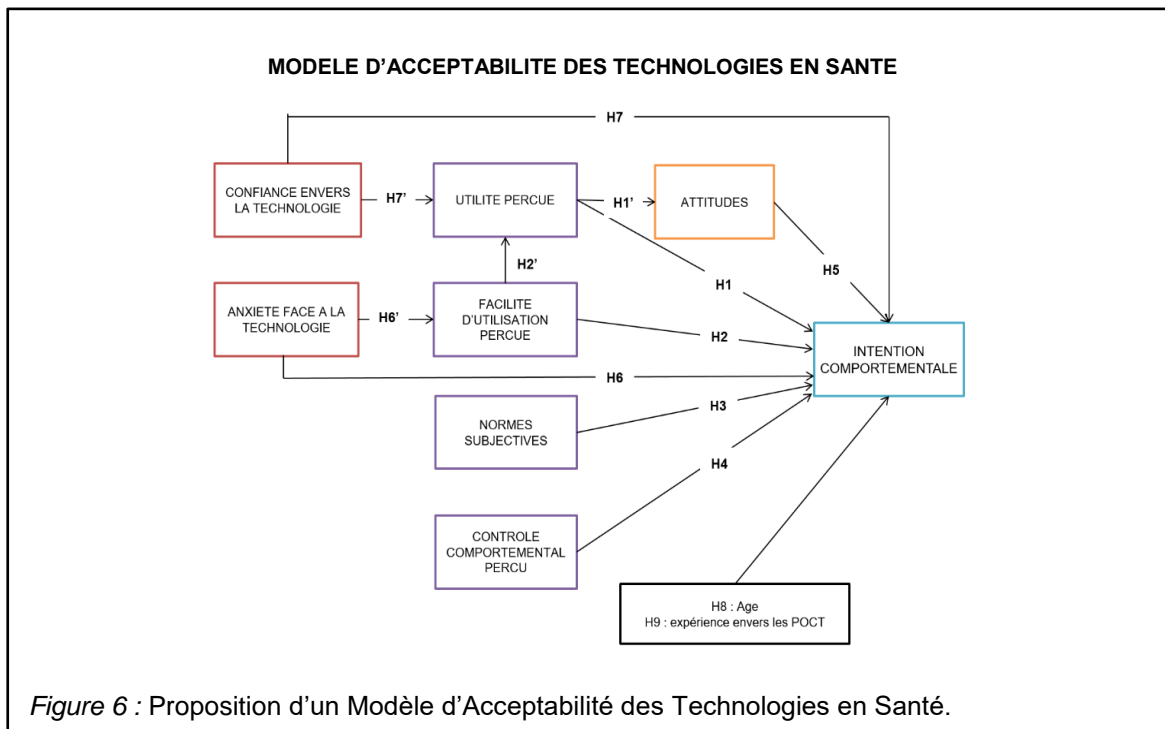 MODELE D'ACCEPTABILITE DES TECHNOLOGIES EN SANTE
H7
CONFIANCE ENVERS
LA TECHNOLOGIE
H7'
UTILITE PERCUE
H1'
ATTITUDES
H2'
H1
H5
ANXIETE FACE A LA
TECHNOLOGIE
H6'
FACILITE
D'UTILISATION
PERCUE
H2
INTENTION
COMPORTEMENTALE
H6
H3
NORMES
SUBJECTIVES
H4
CONTROLE
COMPORTEMENTAL
PERCU
H8 : Age
H9 : expérience envers les POCT
Figure 6 : Proposition d'un Modèle d'Acceptabilité des Technologies en Santé.